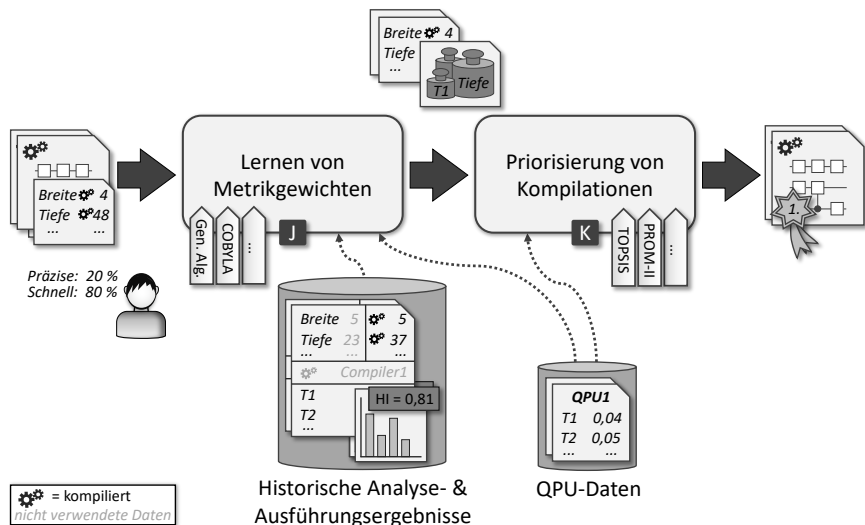 Breite 4
Tiefe
...
T1
Tiefe
Breite 4
Tiefe 48
... ...
Lernen von
Metrikgewichten
Priorisierung von
Kompilationen
1.
J
K
Gen. Alg.
COBYLA
...
TOPSIS
PROM-II
...
Präzise: 20 %
Schnell: 80 %
Breite 5 5
Tiefe 23 37
... ... ...
Compiler1
T1
T2
...
HI = 0,81
QPU1
T1 0,04
T2 0,05
... ...
Historische Analyse- &
Ausführungsergebnisse
QPU-Daten
= kompiliert
nicht verwendete Daten